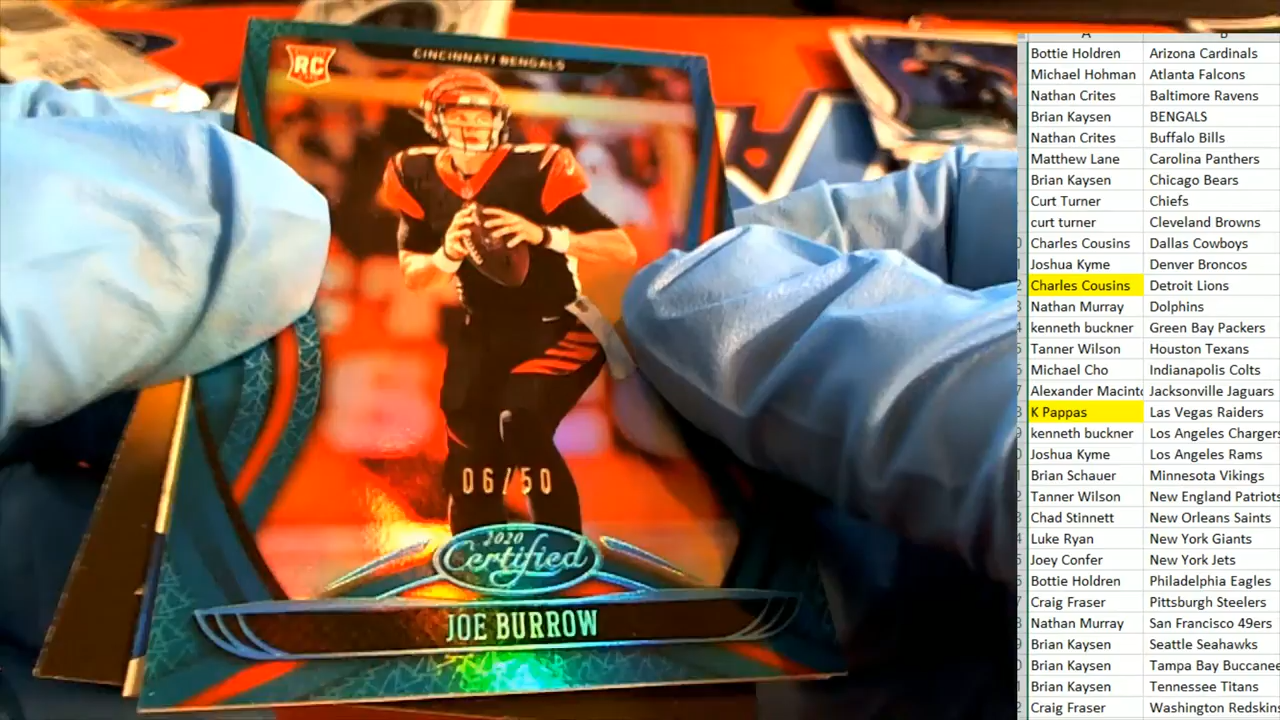 RC
CINCINNATI BENGALS
06/50
2020
Certified
JOE BURROW
Bottie Holdren Arizona Cardinals
Michael Hohman Atlanta Falcons
Nathan Crites Baltimore Ravens
Brian Kaysen BENGALS
Nathan Crites Buffalo Bills
Matthew Lane Carolina Panthers
Brian Kaysen Chicago Bears
Curt Turner Chiefs
curt turner Cleveland Browns
Charles Cousins Dallas Cowboys
Joshua Kyme Denver Broncos
Charles Cousins Detroit Lions
Nathan Murray Dolphins
kenneth buckner Green Bay Packers
Tanner Wilson Houston Texans
Michael Cho Indianapolis Colts
Alexander Macinto Jacksonville Jaguars
K Pappas Las Vegas Raiders
kenneth buckner Los Angeles Chargers
Joshua Kyme Los Angeles Rams
Brian Schauer Minnesota Vikings
Tanner Wilson New England Patriots
Chad Stinnett New Orleans Saints
Luke Ryan New York Giants
Joey Confer New York Jets
Bottie Holdren Philadelphia Eagles
Craig Fraser Pittsburgh Steelers
Nathan Murray San Francisco 49ers
Brian Kaysen Seattle Seahawks
Brian Kaysen Tampa Bay Buccanee
Brian Kaysen Tennessee Titans
Craig Fraser Washington Redskins